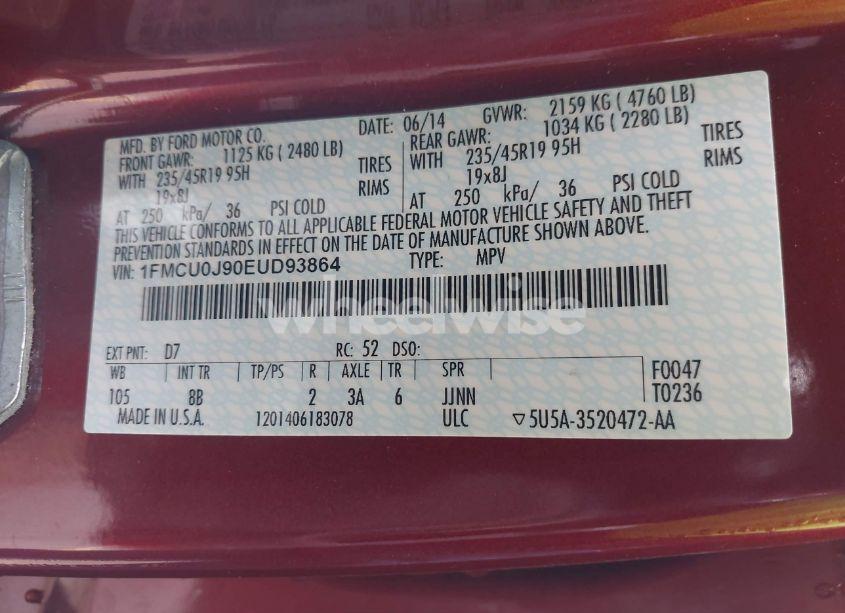 MFD. BY FORD MOTOR CO. DATE: 06/14 GVWR: 2159 KG ( 4760 LB)
FRONT GAWR: 1125 KG ( 2480 LB) REAR GAWR: 1034 KG ( 2280 LB)
WITH 235/45R19 95H TIRES WITH 235/45R19 95H TIRES
19x8J RIMS 19x8J RIMS
AT 250 kPa/ 36 PSI COLD AT 250 kPa/ 36 PSI COLD
THIS VEHICLE CONFORMS TO ALL APPLICABLE FEDERAL MOTOR VEHICLE SAFETY AND THEFT
PREVENTION STANDARDS IN EFFECT ON THE DATE OF MANUFACTURE SHOWN ABOVE.
VIN: 1FMCU0J90EUD93864 TYPE: MPV
wheelwise
EXT PNT: D7 RC: 52 DSO:
WB INT TR TP/PS R AXLE TR SPR F0047
105 8B 2 3A 6 JJNN T0236
MADE IN U.S.A. 1201406183078 ULC ▽5U5A-3520472-AA